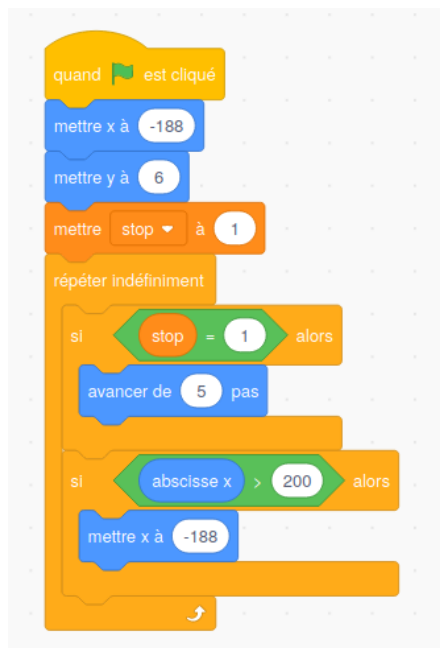 quand est cliqué
mettre x à -188
mettre y à 6
mettre stop à 1
répéter indéfiniment
si stop = 1 alors
avancer de 5 pas
si abscisse x > 200 alors
mettre x à -188